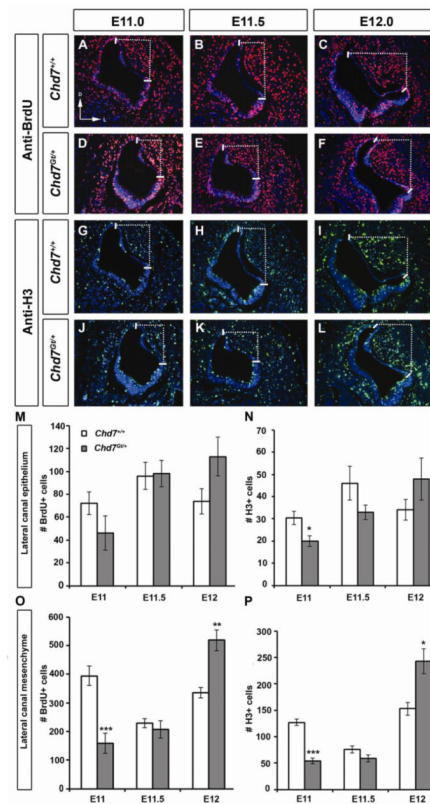 E11.0 E11.5 E12.0
Anti-BrdU
Chd7+/+
A B C
D
L
Chd7Gt/+
D E F
Anti-H3
Chd7+/+
G H I
Chd7Gt/+
J K L
M N
Lateral canal epithelium
# BrdU+ cells
140
120
100
80
60
40
20
0
Chd7+/+
Chd7Gt/+
E11 E11.5 E12
# H3+ cells
70
60
50
40
30
20
10
0
*
E11 E11.5 E12
O P
Lateral canal mesenchyme
# BrdU+ cells
600
500
400
300
200
100
0
***
**
E11 E11.5 E12
# H3+ cells
300
250
200
150
100
50
0
***
*
E11 E11.5 E12